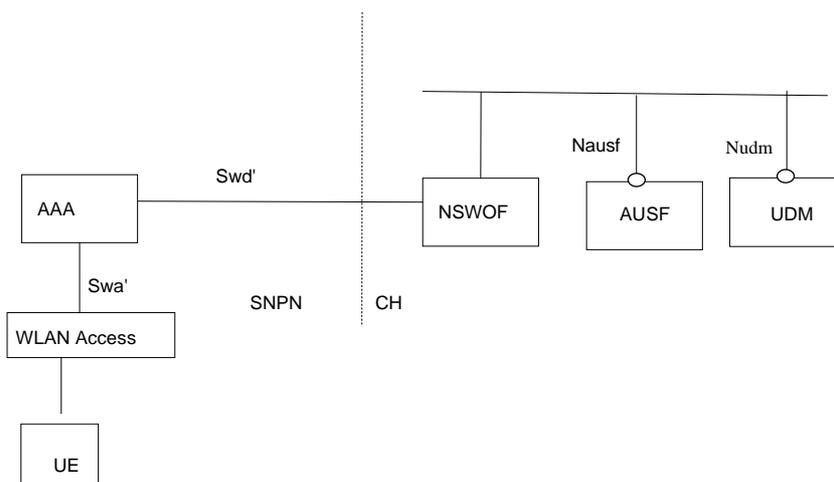 Nausf
Nudm
Swd'
AAA
NSWOF
AUSF
UDM
Swa'
SNPN
CH
WLAN Access
UE